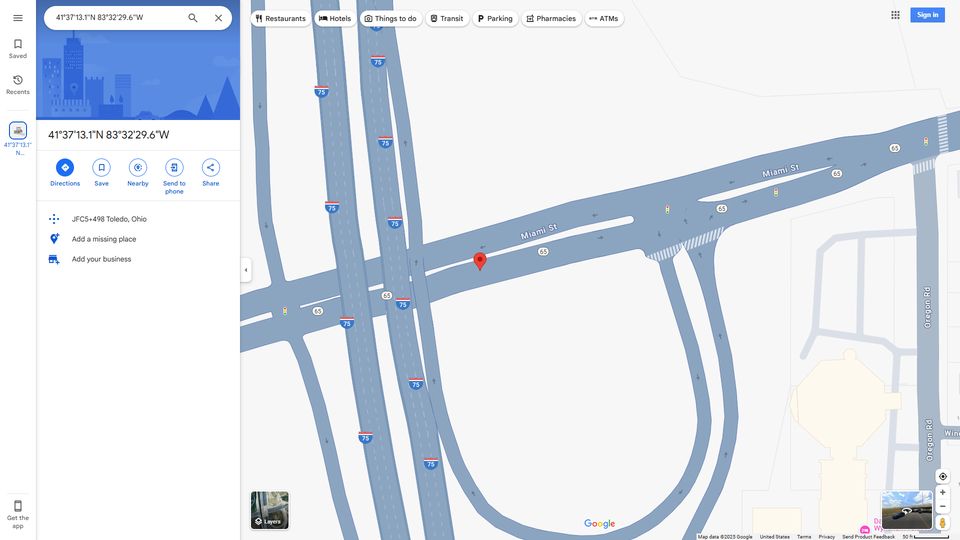 41°37'13.1"N 83°32'29.6"W
Restaurants
Hotels
Things to do
Transit
Parking
Pharmacies
ATMs
Sign in
Saved
Recents
41°37'13.1"
N...
41°37'13.1"N 83°32'29.6"W
Directions
Save
Nearby
Send to
phone
Share
JFC5+498 Toledo, Ohio
Add a missing place
Add your business
Get the
app
75
75
75
75
75
75
75
75
75
75
75
Miami St
Miami St
65
65
65
65
65
65
Oregon Rd
Oregon Rd
Layers
Google
Map data ©2025 Google
United States
Terms
Privacy
Send Product Feedback
50 ft